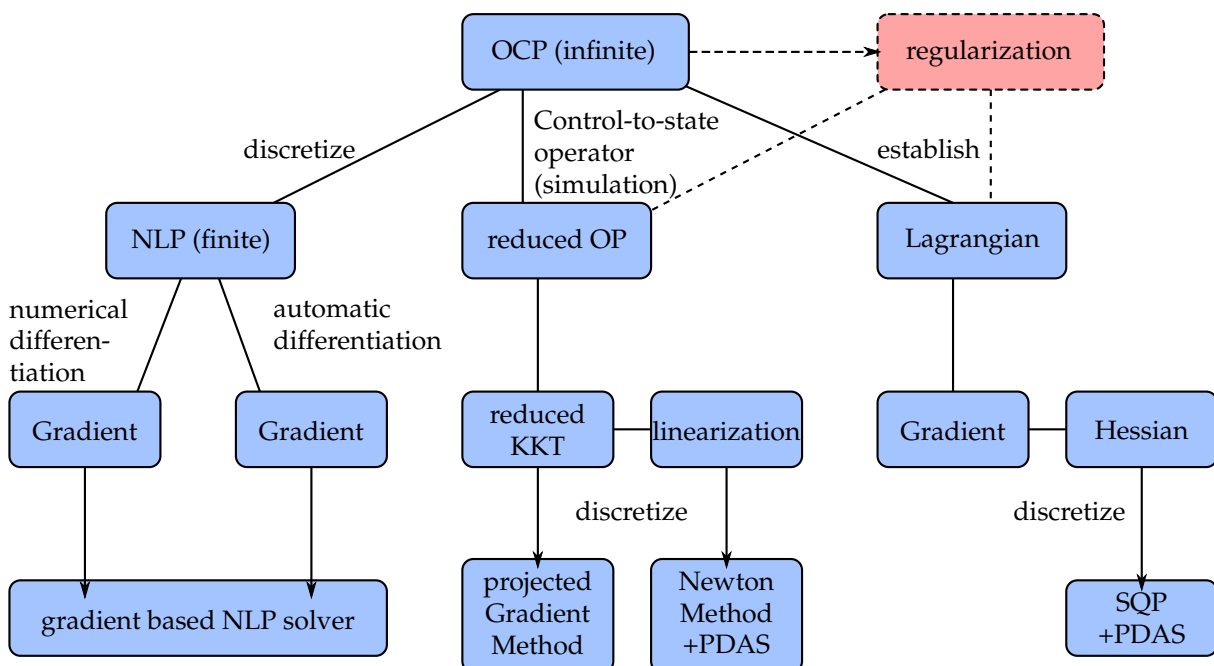 OCP (infinite)
regularization
discretize
Control-to-state
operator
(simulation)
establish
NLP (finite)
reduced OP
Lagrangian
numerical
differen-
tiation
automatic
differentiation
Gradient
Gradient
reduced
KKT
linearization
Gradient
Hessian
discretize
discretize
gradient based NLP solver
projected
Gradient
Method
Newton
Method
+PDAS
SQP
+PDAS